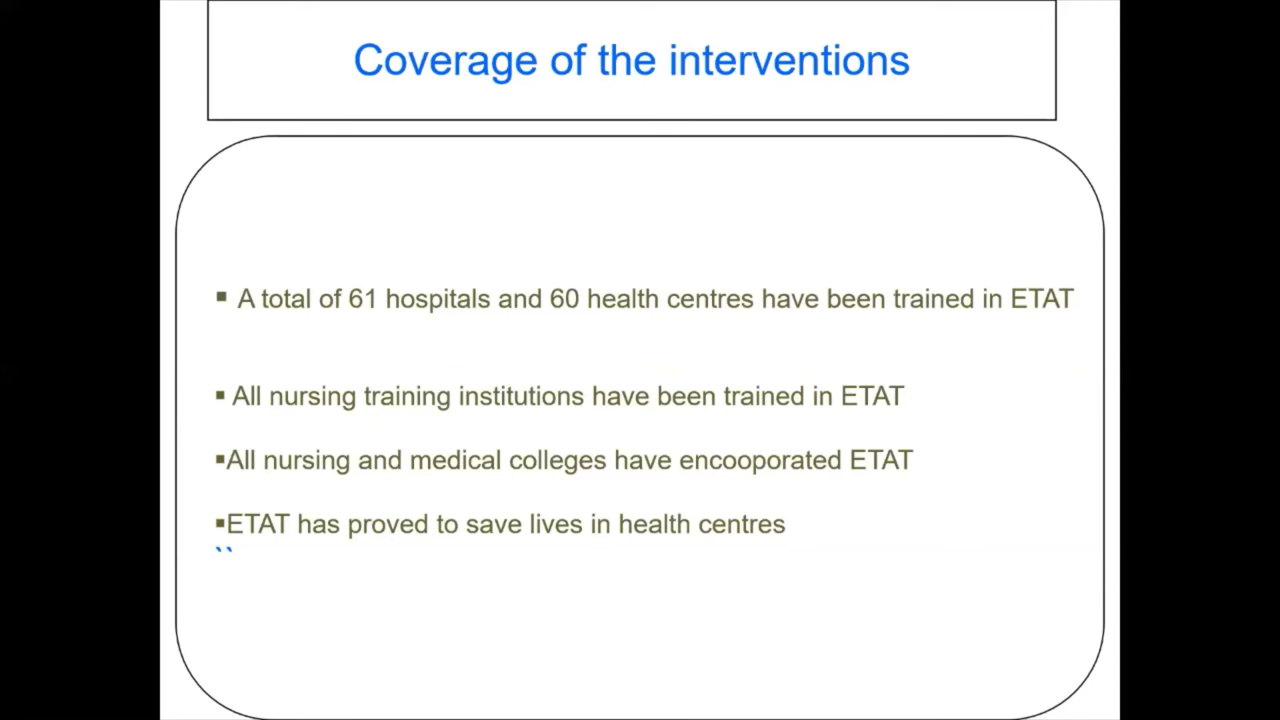 Coverage of the interventions
▪ A total of 61 hospitals and 60 health centres have been trained in ETAT
▪ All nursing training institutions have been trained in ETAT
▪All nursing and medical colleges have encooporated ETAT
▪ETAT has proved to save lives in health centres
``